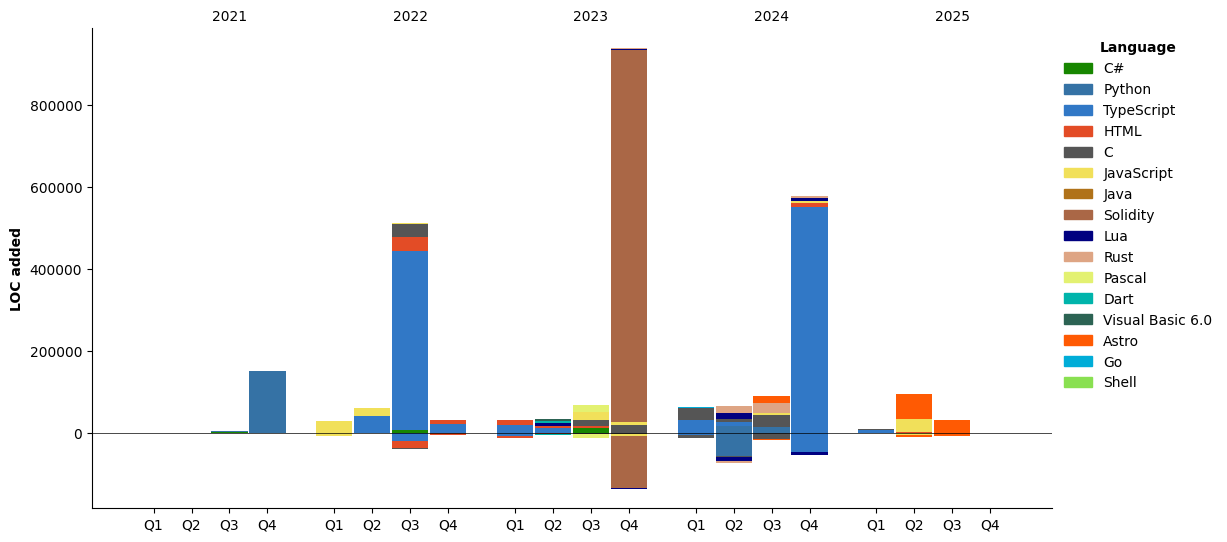 2021 2022 2023 2024 2025
LOC added
800000
600000
400000
200000
0
Q1 Q2 Q3 Q4 Q1 Q2 Q3 Q4 Q1 Q2 Q3 Q4 Q1 Q2 Q3 Q4 Q1 Q2 Q3 Q4
Language
C#
Python
TypeScript
HTML
C
JavaScript
Java
Solidity
Lua
Rust
Pascal
Dart
Visual Basic 6.0
Astro
Go
Shell